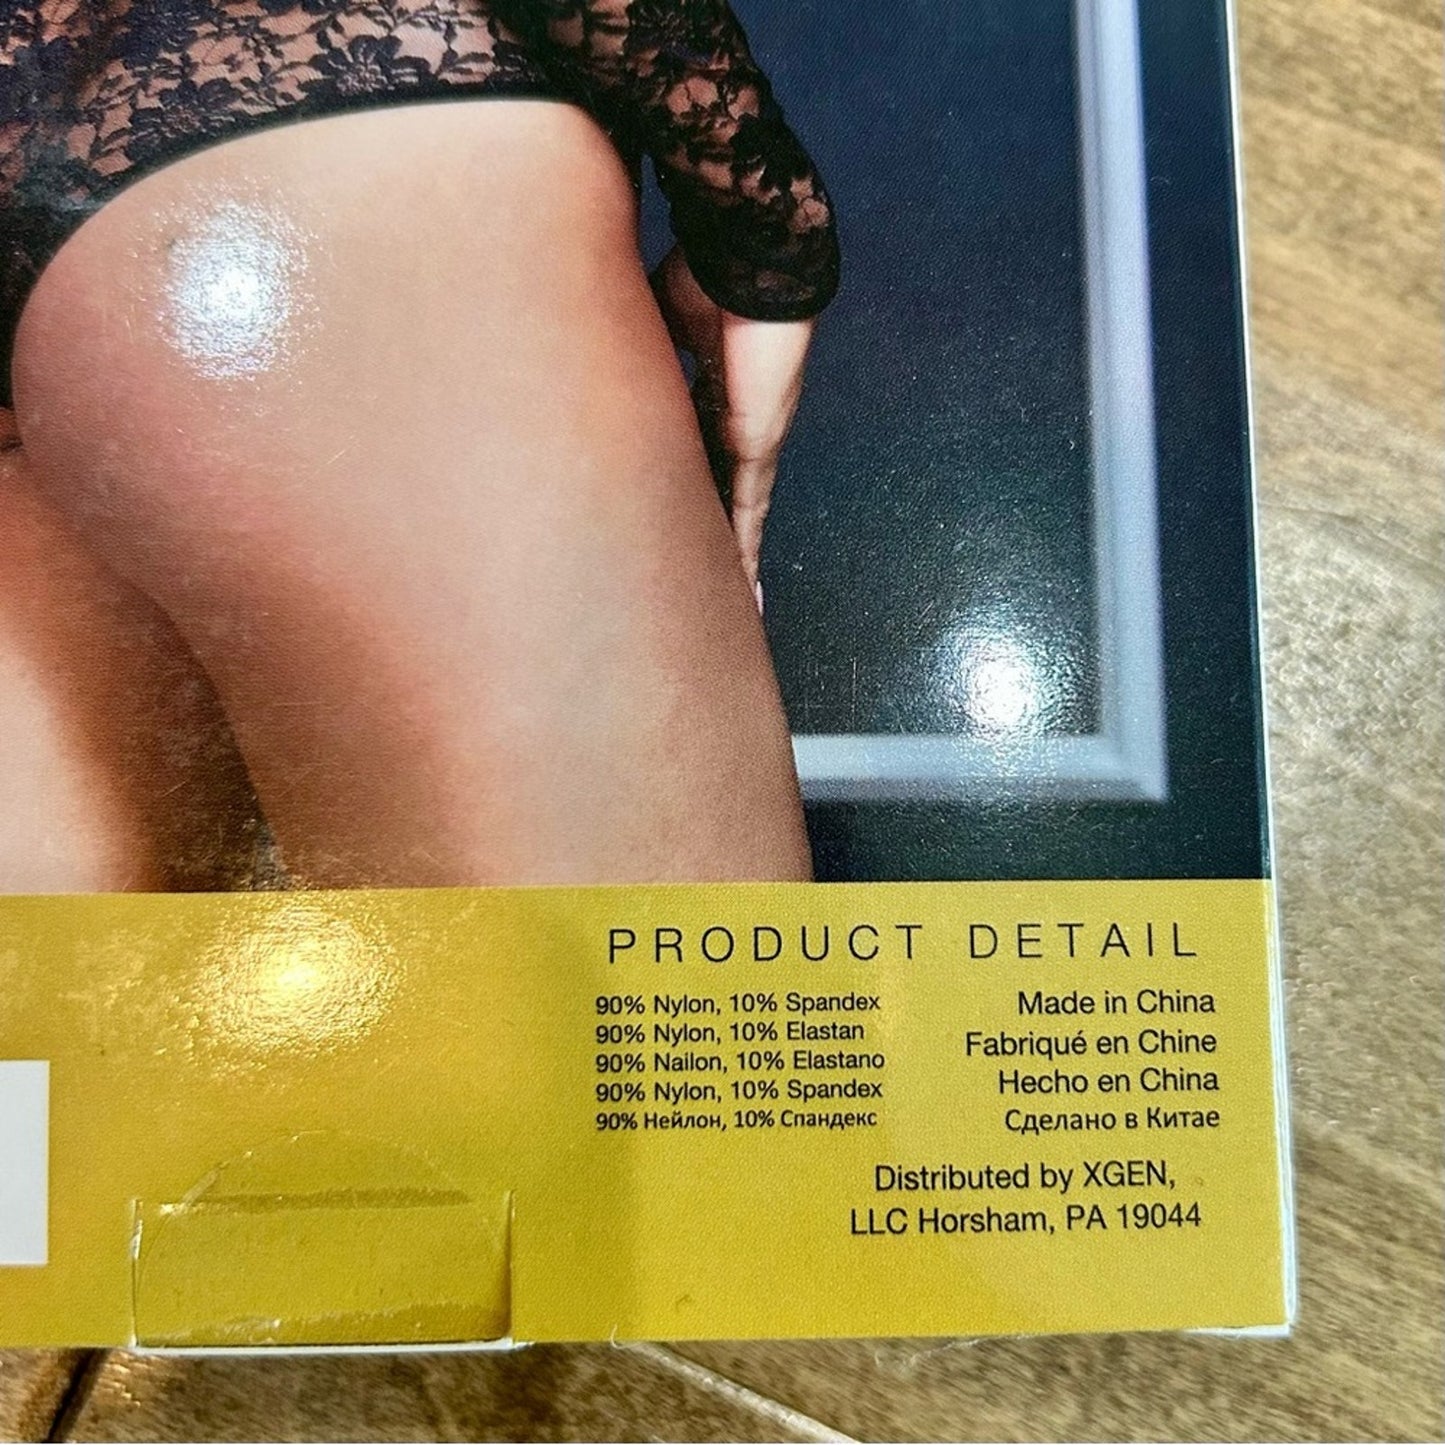 PRODUCT DETAIL
90% Nylon, 10% Spandex
90% Nylon, 10% Elastan
90% Nailon, 10% Elastano
90% Nylon, 10% Spandex
90% Нейлон, 10% Спандекс
Made in China
Fabriqué en Chine
Hecho en China
Сделано в Китае
Distributed by XGEN,
LLC Horsham, PA 19044